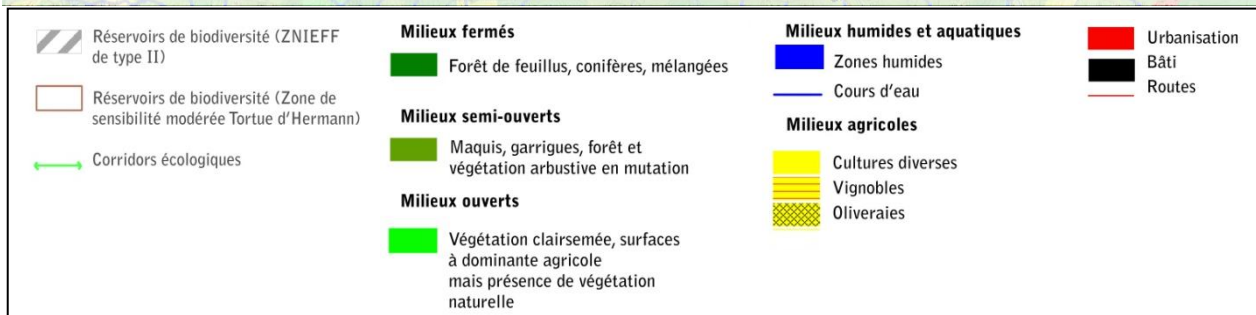 Réservoirs de biodiversité (ZNIEFF
de type II)
Réservoirs de biodiversité (Zone de
sensibilité modérée Tortue d'Hermann)
Corridors écologiques
Milieux fermés
Forêt de feuillus, conifères, mélangées
Milieux semi-ouverts
Maquis, garrigues, forêt et
végétation arbustive en mutation
Milieux ouverts
Végétation clairsemée, surfaces
à dominante agricole
mais présence de végétation
naturelle
Milieux humides et aquatiques
Zones humides
Cours d'eau
Milieux agricoles
Cultures diverses
Vignobles
Oliveraies
Urbanisation
Bâti
Routes